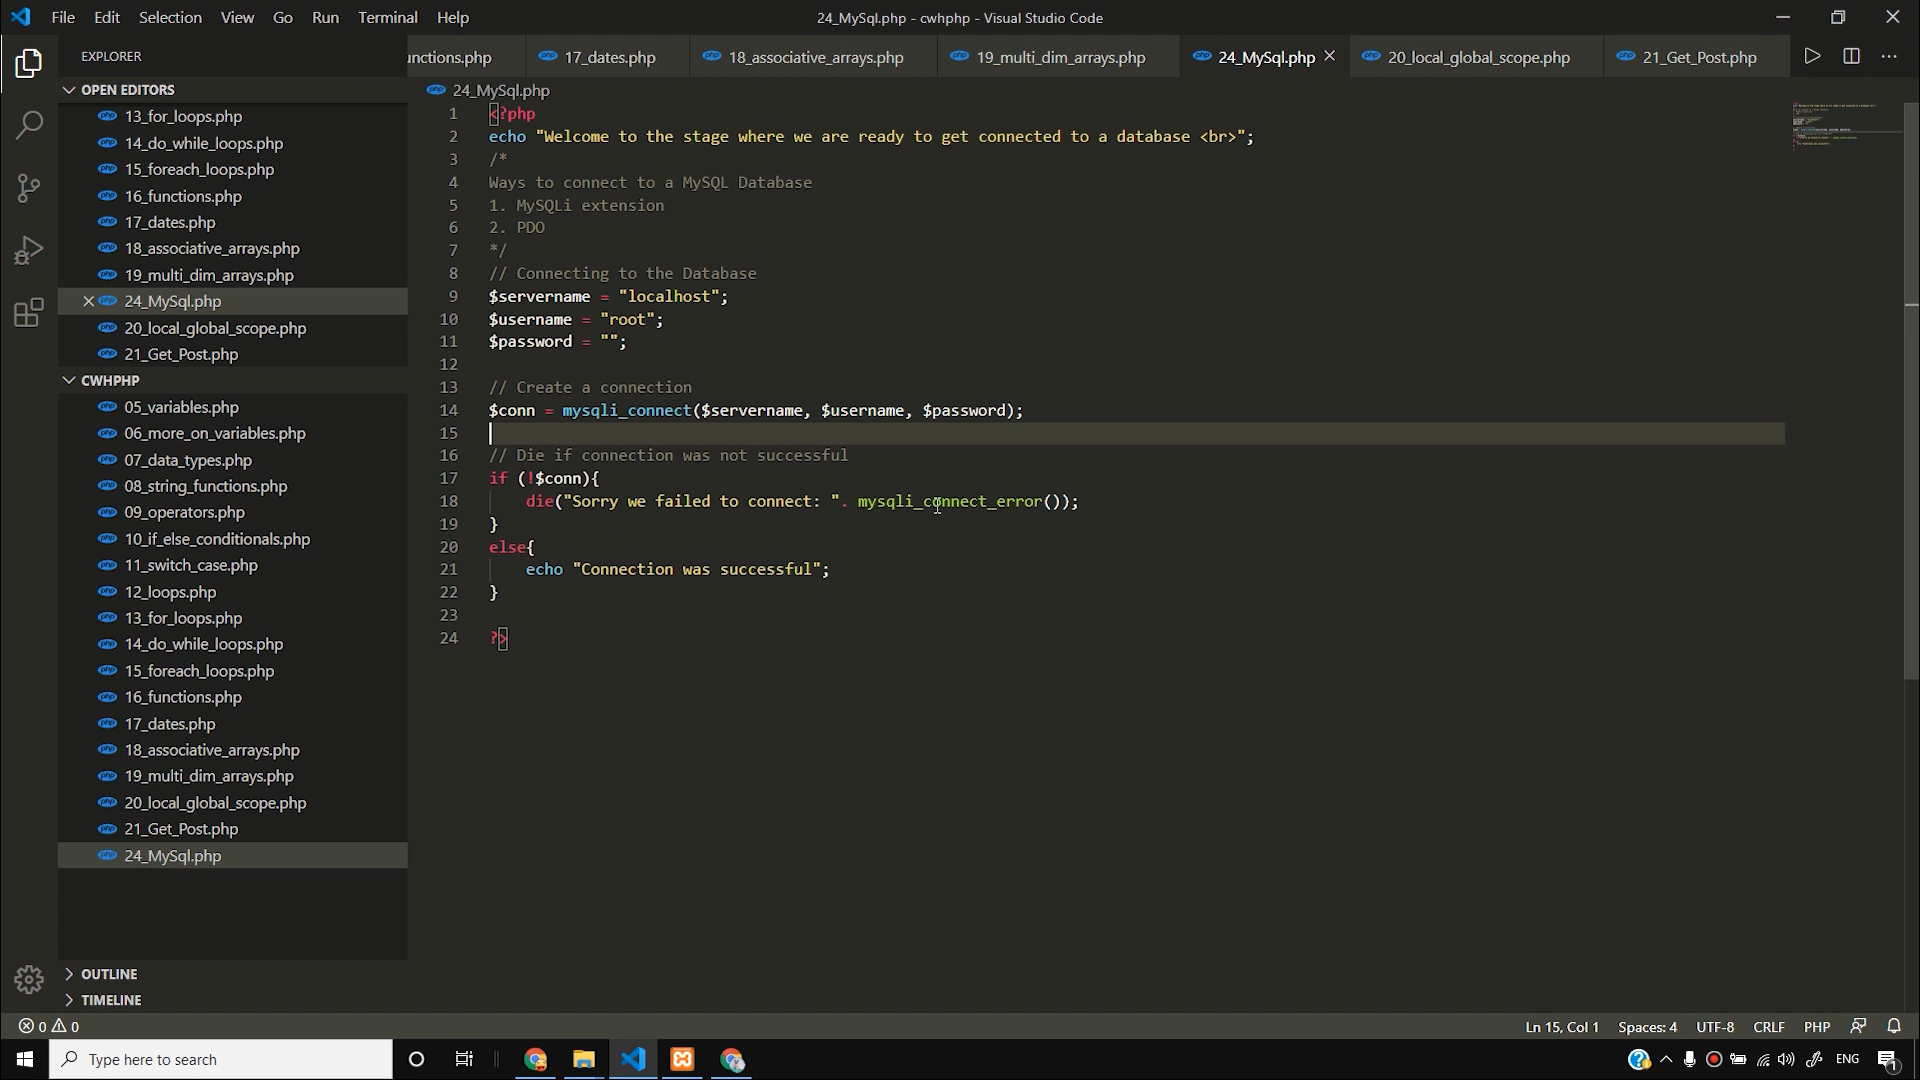 File Edit Selection View Go Run Terminal Help
24_MySql.php - cwhphp - Visual Studio Code
EXPLORER
unctions.php
17_dates.php
18_associative_arrays.php
19_multi_dim_arrays.php
24_MySql.php
20_local_global_scope.php
21_Get_Post.php
OPEN EDITORS
13_for_loops.php
14_do_while_loops.php
15_foreach_loops.php
16_functions.php
17_dates.php
18_associative_arrays.php
19_multi_dim_arrays.php
24_MySql.php
20_local_global_scope.php
21_Get_Post.php
CWHPHP
05_variables.php
06_more_on_variables.php
07_data_types.php
08_string_functions.php
09_operators.php
10_if_else_conditionals.php
11_switch_case.php
12_loops.php
13_for_loops.php
14_do_while_loops.php
15_foreach_loops.php
16_functions.php
17_dates.php
18_associative_arrays.php
19_multi_dim_arrays.php
20_local_global_scope.php
21_Get_Post.php
24_MySql.php
OUTLINE
TIMELINE
24_MySql.php
1 <?php
2 echo "Welcome to the stage where we are ready to get connected to a database <br>";
3 /*
4 Ways to connect to a MySQL Database
5 1. MySQLi extension
6 2. PDO
7 */
8 // Connecting to the Database
9 $servername = "localhost";
10 $username = "root";
11 $password = "";
12
13 // Create a connection
14 $conn = mysqli_connect($servername, $username, $password);
15
16 // Die if connection was not successful
17 if (!$conn){
18 die("Sorry we failed to connect: ". mysqli_connect_error());
19 }
20 else{
21 echo "Connection was successful";
22 }
23
24 ?>
0 0
Ln 15, Col 1 Spaces: 4 UTF-8 CRLF PHP
Type here to search
ENG
1